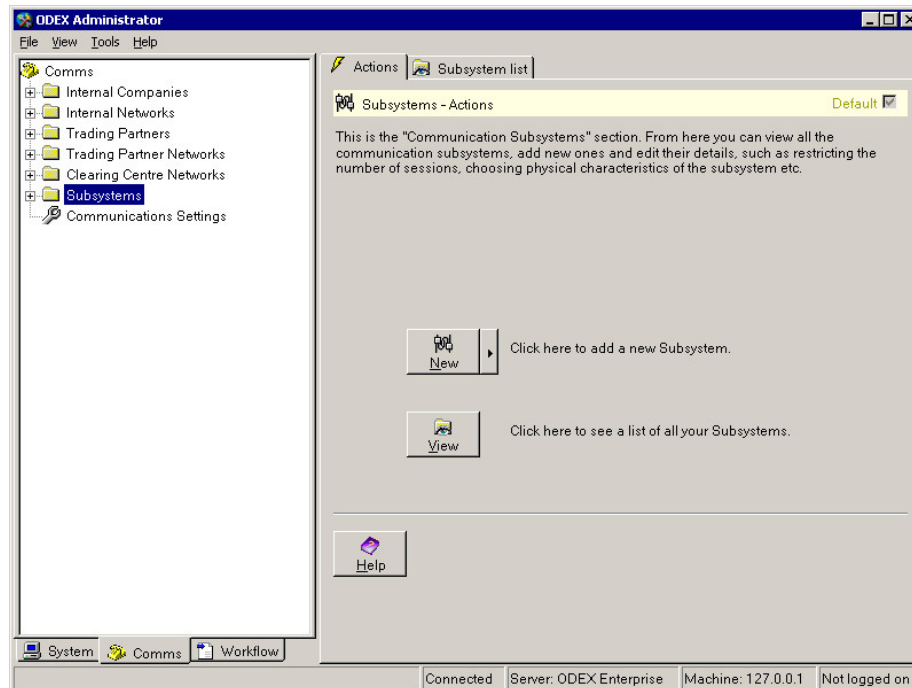 ODEX Administrator
File View Tools Help
Comms
Internal Companies
Internal Networks
Trading Partners
Trading Partner Networks
Clearing Centre Networks
Subsystems
Communications Settings
System Comms Workflow
Actions Subsystem list
Subsystems - Actions Default
This is the "Communication Subsystems" section. From here you can view all the
communication subsystems, add new ones and edit their details, such as restricting the
number of sessions, choosing physical characteristics of the subsystem etc.
New Click here to add a new Subsystem.
View Click here to see a list of all your Subsystems.
Help
Connected Server: ODEX Enterprise Machine: 127.0.0.1 Not logged on